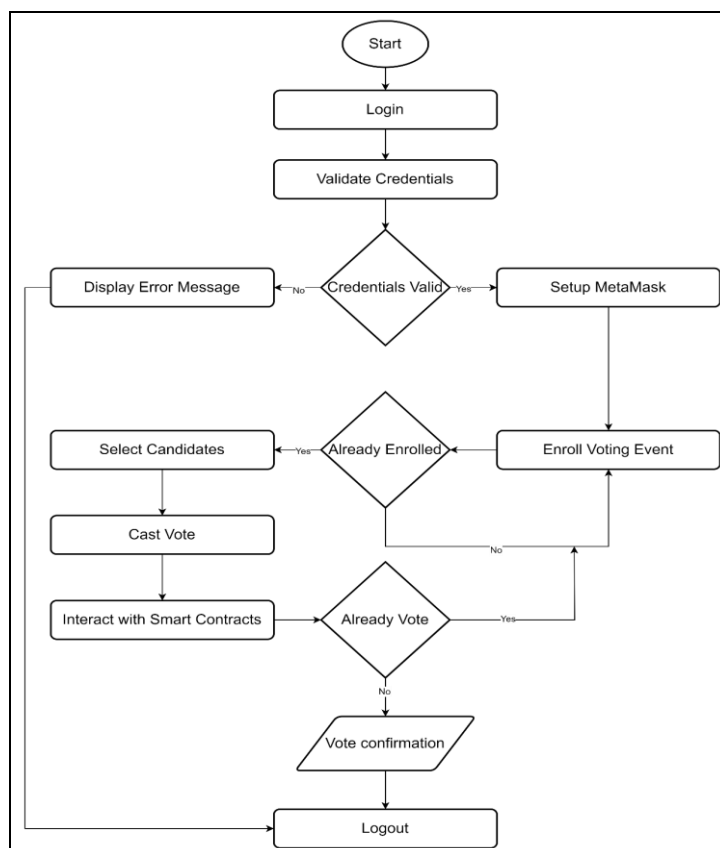 Start
Login
Validate Credentials
Display Error Message
No
Credentials Valid
Yes
Setup MetaMask
Select Candidates
Yes
Already Enrolled
Enroll Voting Event
Cast Vote
No
Interact with Smart Contracts
Already Vote
Yes
No
Vote confirmation
Logout